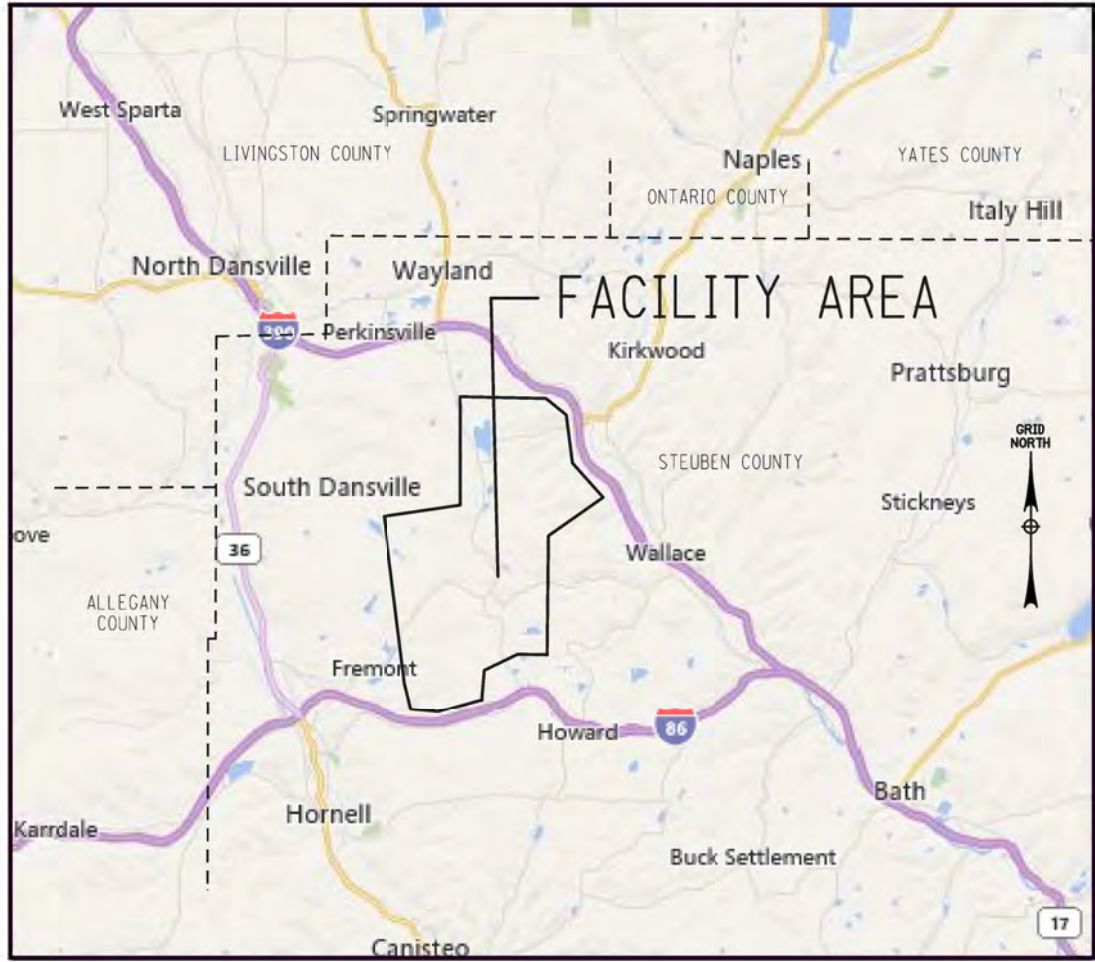 West Sparta
Springwater
LIVINGSTON COUNTY
Naples
YATES COUNTY
ONTARIO COUNTY
Italy Hill
North Dansville
Wayland
FACILITY AREA
390
Perkinsville
Kirkwood
Prattsburg
GRID
NORTH
STEUBEN COUNTY
South Dansville
Stickneys
ove
36
Wallace
ALLEGANY
COUNTY
Fremont
Howard
86
Bath
Hornell
Karrdale
Buck Settlement
17
Canisteo